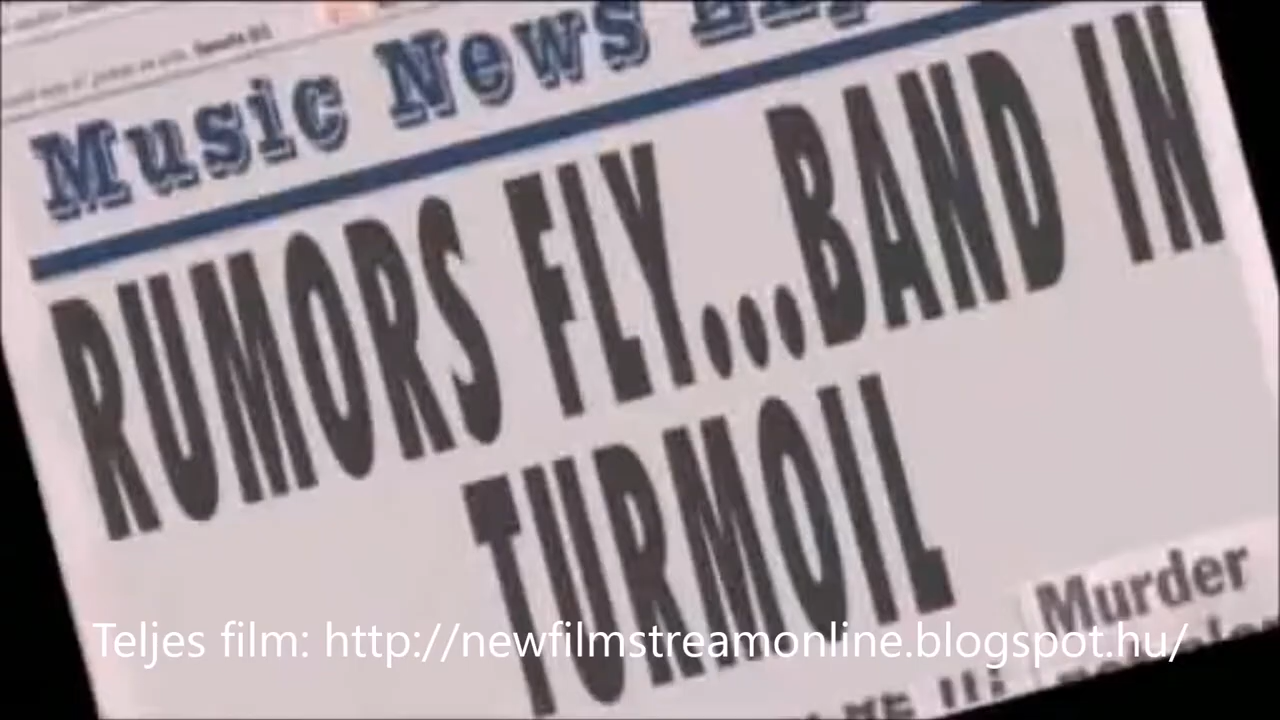 Music News
RUMORS FLY...BAND IN
TURMOIL
Murder
Teljes film: http://newfilmstreamonline.blogspot.hu/